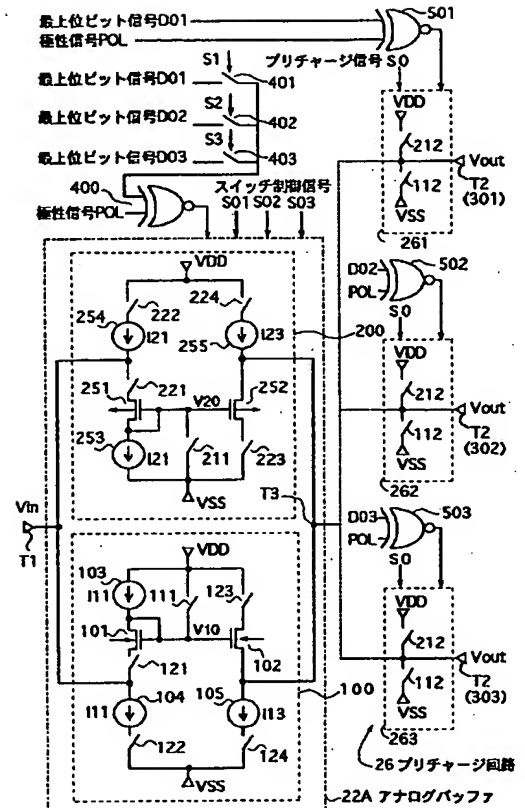 501
最上位ビット信号D01
極性信号POL
S1
プリチャージ信号
S0
最上位ビット信号D01
401
S2
最上位ビット信号D02
402
S3
最上位ビット信号D03
403
VDD
212
Vout
112
T2
(301)
VSS
261
400
極性信号POL
スイッチ制御信号
S01 S02 S03
502
D02
POL
S0
VDD
212
Vout
112
T2
(302)
VSS
262
VDD
222
224
254
I21
I23
255
200
221
251
V20
252
253
I21
211
223
VSS
T3
Vin
T1
503
D03
POL
S0
VDD
212
Vout
112
T2
(303)
VSS
263
VDD
103
I11
111
123
101
V10
102
121
104
I11
105
I13
100
122
124
VSS
26 プリチャージ回路
22A アナログバッファ